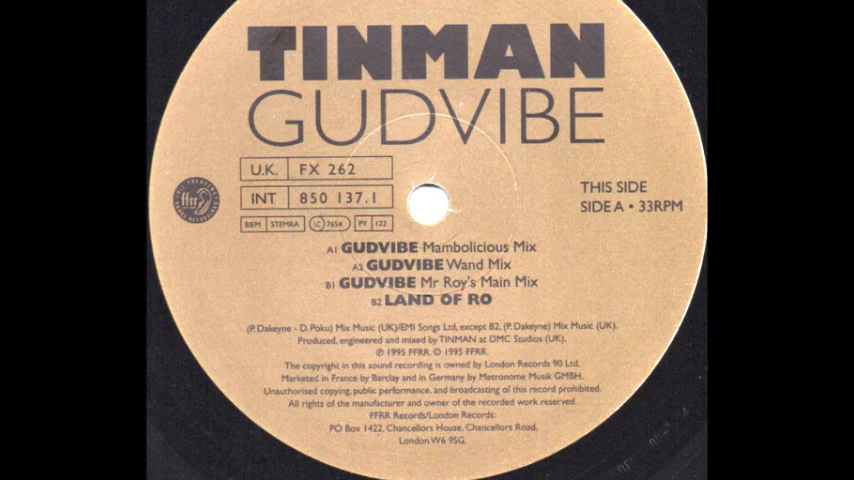 TINMAN
GUDVIBE
U.K. FX 262
INT 850 137.1
BIEM STEMRA LC 7654 PY 122
ffrr
THIS SIDE
SIDE A • 33RPM
A1 GUDVIBE Mambolicious Mix
A2 GUDVIBE Wand Mix
B1 GUDVIBE Mr Roy's Main Mix
B2 LAND OF RO
(P. Dakeyne - D. Poku) Mix Music (UK)/EMI Songs Ltd, except B2, (P. Dakeyne) Mix Music (UK).
Produced, engineered and mixed by TINMAN at DMC Studios (UK).
℗ 1995 FFRR. © 1995 FFRR.
The copyright in this sound recording is owned by London Records 90 Ltd,
Marketed in France by Barclay and in Germany by Metronome Musik GMBH.
Unauthorised copying, public performance, and broadcasting of this record prohibited.
All rights of the manufacturer and owner of the recorded work reserved.
FFRR Records/London Records:
PO Box 1422, Chancellors House, Chancellors Road,
London W6 9SG.